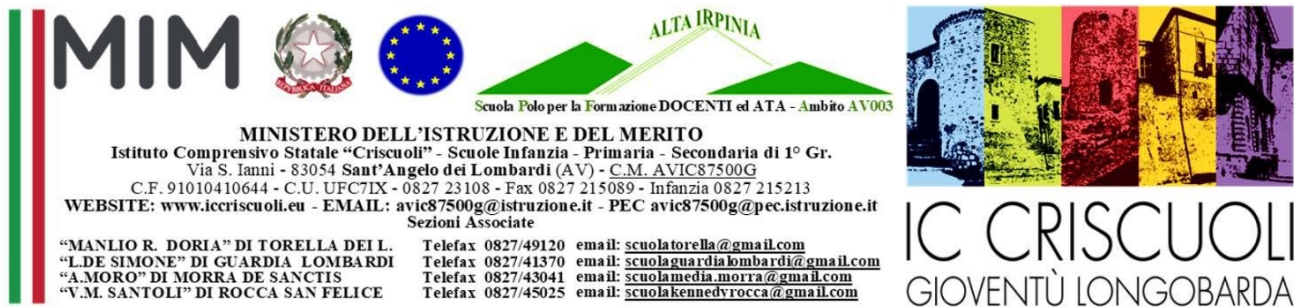 MIM
REPVBBLICA ITALIANA
ALTA IRPINIA
Scuola Polo per la Formazione DOCENTI ed ATA - Ambito AV003
MINISTERO DELL’ISTRUZIONE E DEL MERITO
Istituto Comprensivo Statale “Criscuoli” - Scuole Infanzia - Primaria - Secondaria di 1° Gr.
Via S. Ianni - 83054 Sant’Angelo dei Lombardi (AV) - C.M. AVIC87500G
C.F. 91010410644 - C.U. UFC7IX - 0827 23108 - Fax 0827 215089 - Infanzia 0827 215213
WEBSITE: www.iccriscuoli.eu - EMAIL: avic87500g@istruzione.it - PEC avic87500g@pec.istruzione.it
Sezioni Associate
“MANLIO R. DORIA” DI TORELLA DEI L. Telefax 0827/49120 email: scuolatorella@gmail.com
“L.DE SIMONE” DI GUARDIA LOMBARDI Telefax 0827/41370 email: scuolaguardialombardi@gmail.com
“A.MORO” DI MORRA DE SANCTIS Telefax 0827/43041 email: scuolamedia.morra@gmail.com
“V.M. SANTOLI” DI ROCCA SAN FELICE Telefax 0827/45025 email: scuolakennedyrocca@gmail.com
IC CRISCUOLI
GIOVENTÙ LONGOBARDA